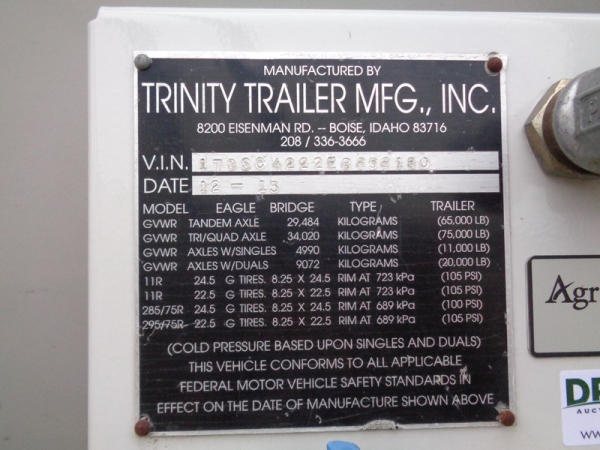 MANUFACTURED BY
TRINITY TRAILER MFG., INC.
8200 EISENMAN RD. -- BOISE, IDAHO 83716
208 / 336-3666
V.I.N.
DATE 12 - 13
MODEL EAGLE BRIDGE TYPE TRAILER
GVWR TANDEM AXLE 29,484 KILOGRAMS (65,000 LB)
GVWR TRI/QUAD AXLE 34,020 KILOGRAMS (75,000 LB)
GVWR AXLES W/SINGLES 4990 KILOGRAMS (11,000 LB)
GVWR AXLES W/DUALS 9072 KILOGRAMS (20,000 LB)
11R 24.5 G TIRES. 8.25 X 24.5 RIM AT 723 kPa (105 PSI)
11R 22.5 G TIRES. 8.25 X 22.5 RIM AT 723 kPa (105 PSI)
285/75R 24.5 G TIRES. 8.25 X 24.5 RIM AT 689 kPa (100 PSI)
295/75R 22.5 G TIRES. 8.25 X 22.5 RIM AT 689 kPa (105 PSI)
(COLD PRESSURE BASED UPON SINGLES AND DUALS)
THIS VEHICLE CONFORMS TO ALL APPLICABLE
FEDERAL MOTOR VEHICLE SAFETY STANDARDS IN
EFFECT ON THE DATE OF MANUFACTURE SHOWN ABOVE
Agr